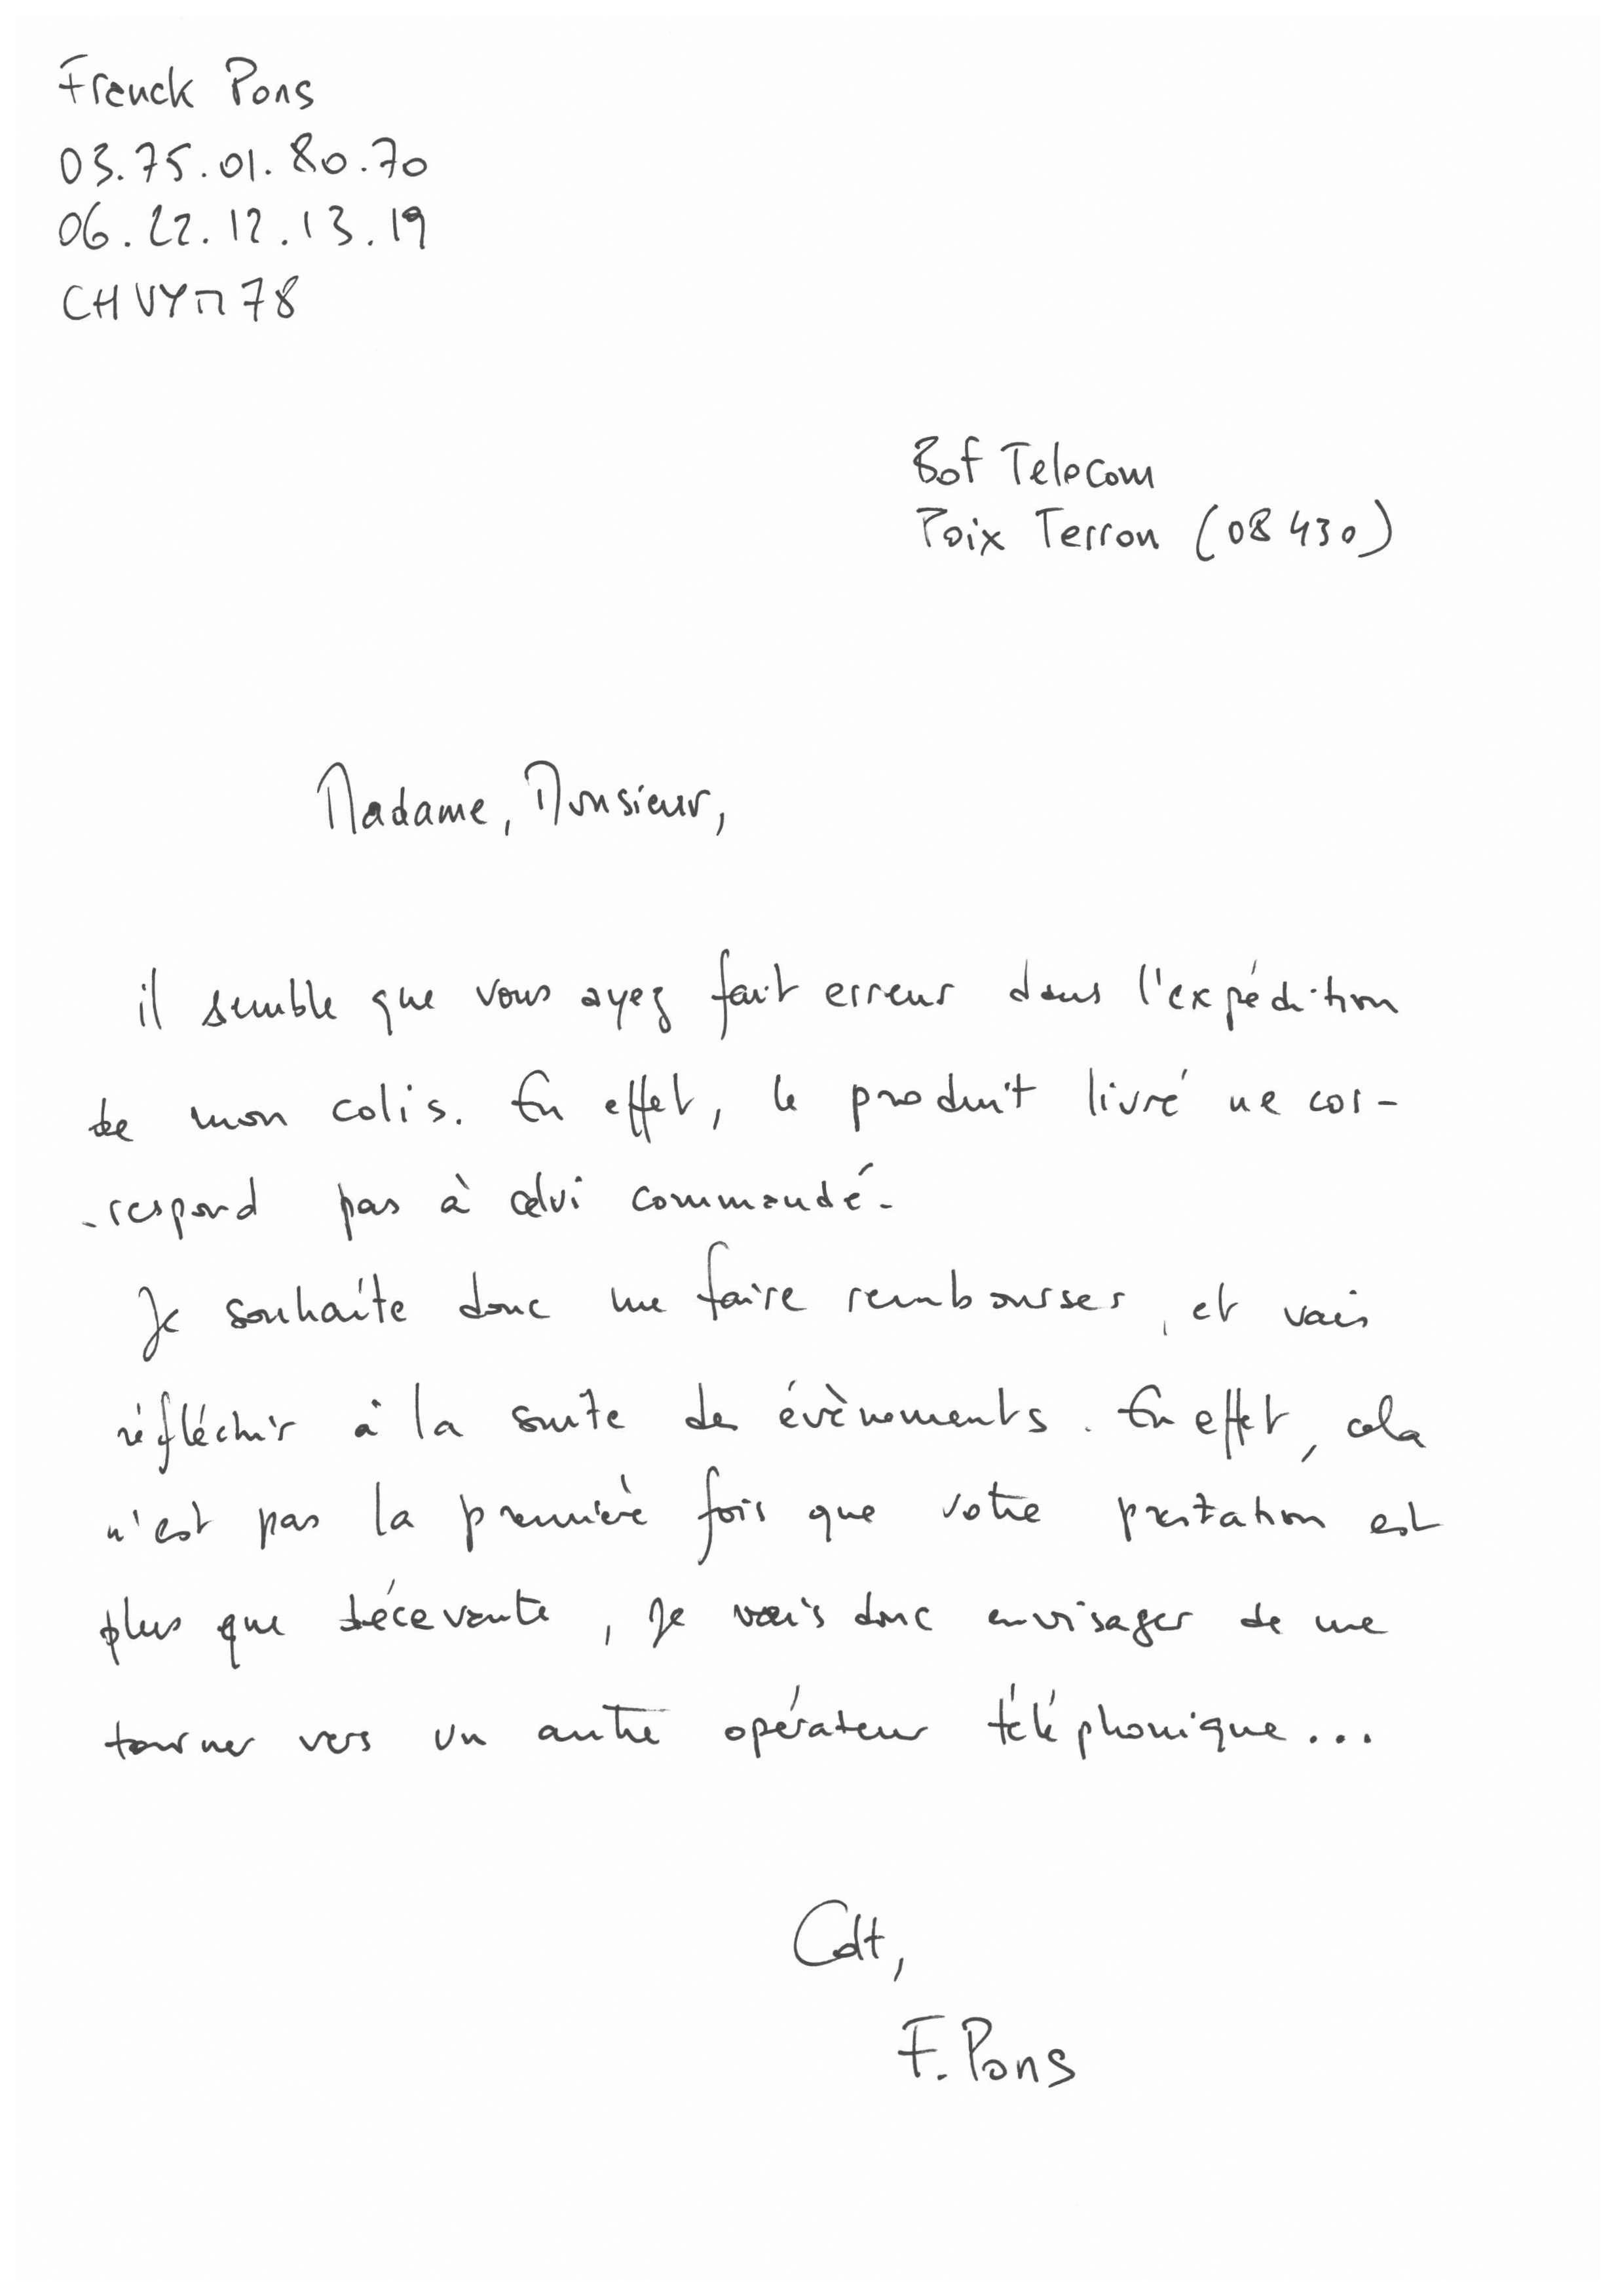 Franck Pons
03.75.01.80.70
06.22.12.13.19
CHVYM78
Bof Telecom
Poix Terron (08430)
Madame, Monsieur,
il semble que vous ayez fait erreur dans l'expédition
de mon colis. En effet, le produit livré ne cor-
-respond pas à celui commandé.
Je souhaite donc me faire rembourser, et vais
réfléchir à la suite des évènements. En effet, cela
n'est pas la première fois que votre prestation est
plus que décevante, je vais donc envisager de me
tourner vers un autre opérateur téléphonique...
Cdt,
F. Pons